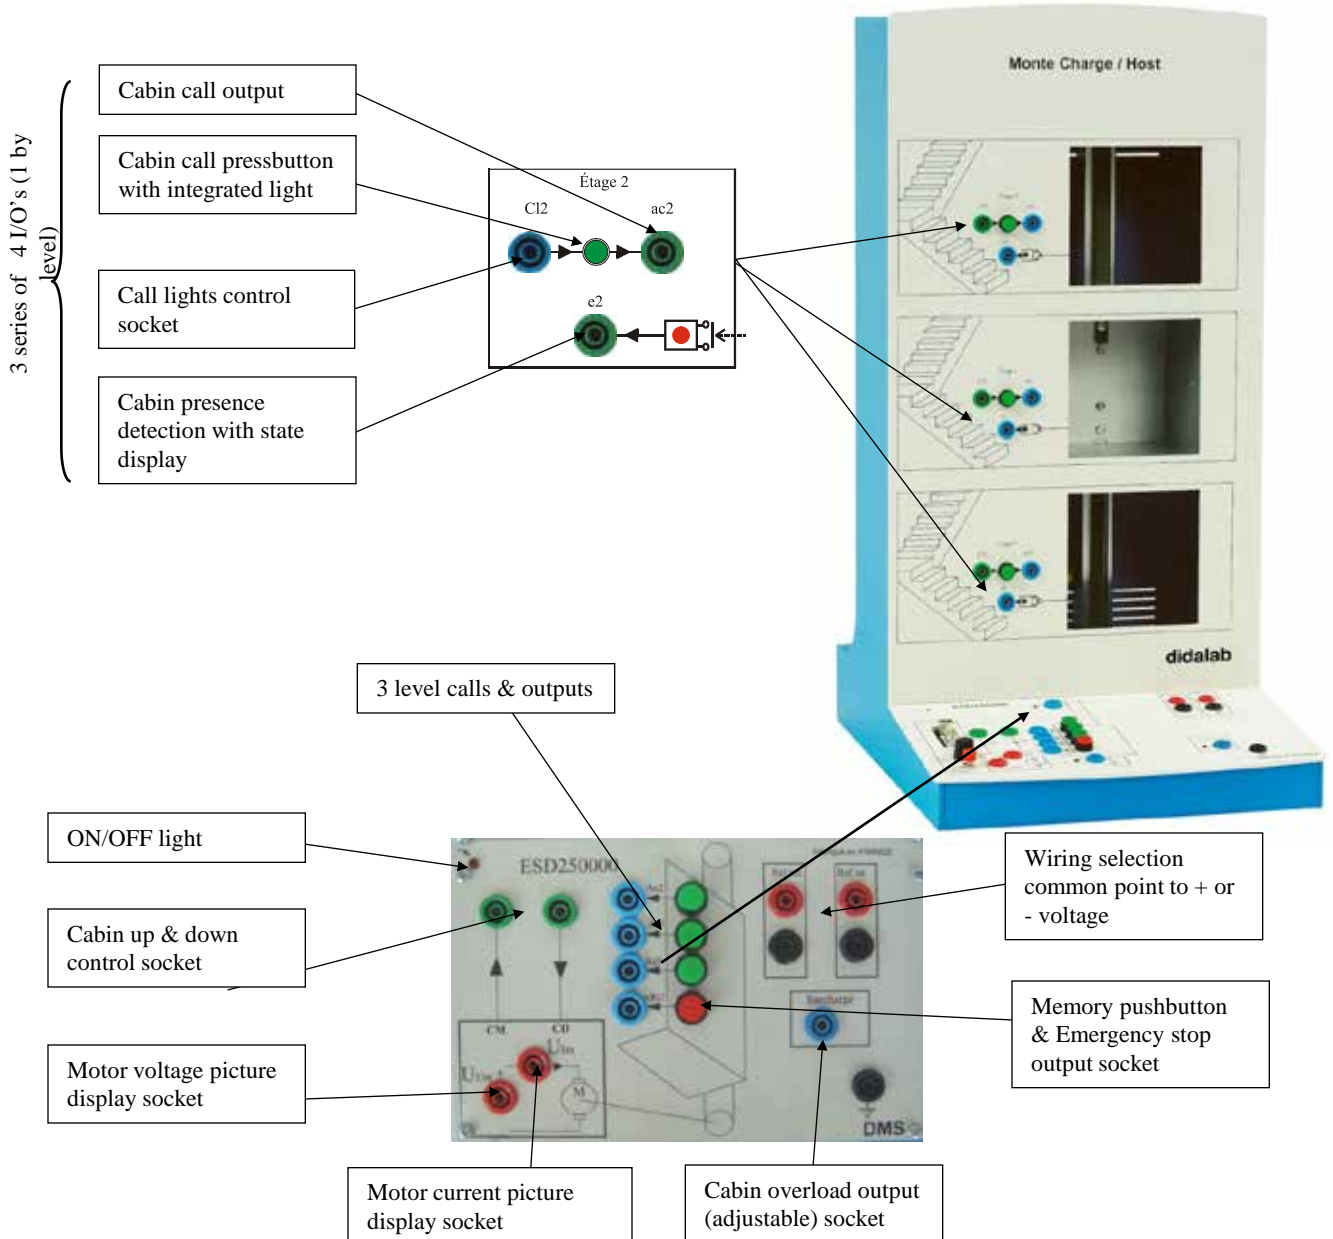 Monte Charge / Host
3 series of 4 I/O's (1 by
level)
Cabin call output
Cabin call pressbutton
with integrated light
Call lights control
socket
Cabin presence
detection with state
display
Étage 2
Cl2
ac2
e2
didalab
3 level calls & outputs
ON/OFF light
Cabin up & down
control socket
Motor voltage picture
display socket
ESD250000
CM
CD
M
Surcharge
DMS
Wiring selection
common point to + or
- voltage
Memory pushbutton
& Emergency stop
output socket
Motor current picture
display socket
Cabin overload output
(adjustable) socket